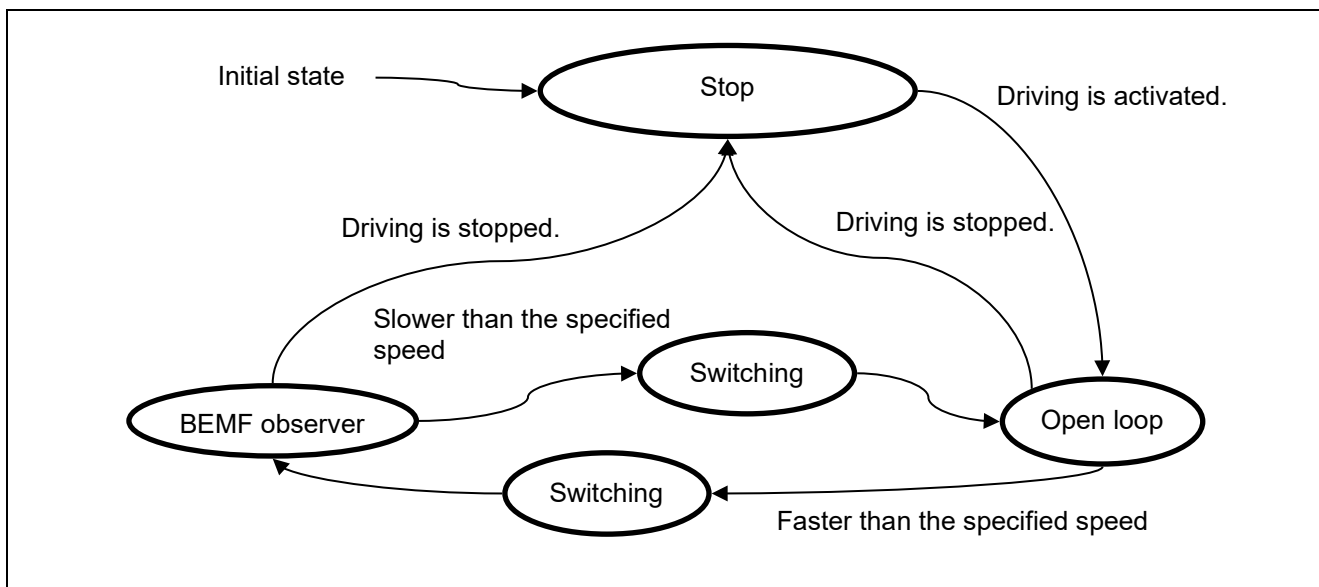 Initial state
Stop
Driving is activated.
Driving is stopped.
Driving is stopped.
Slower than the specified
speed
Switching
BEMF observer
Open loop
Switching
Faster than the specified speed